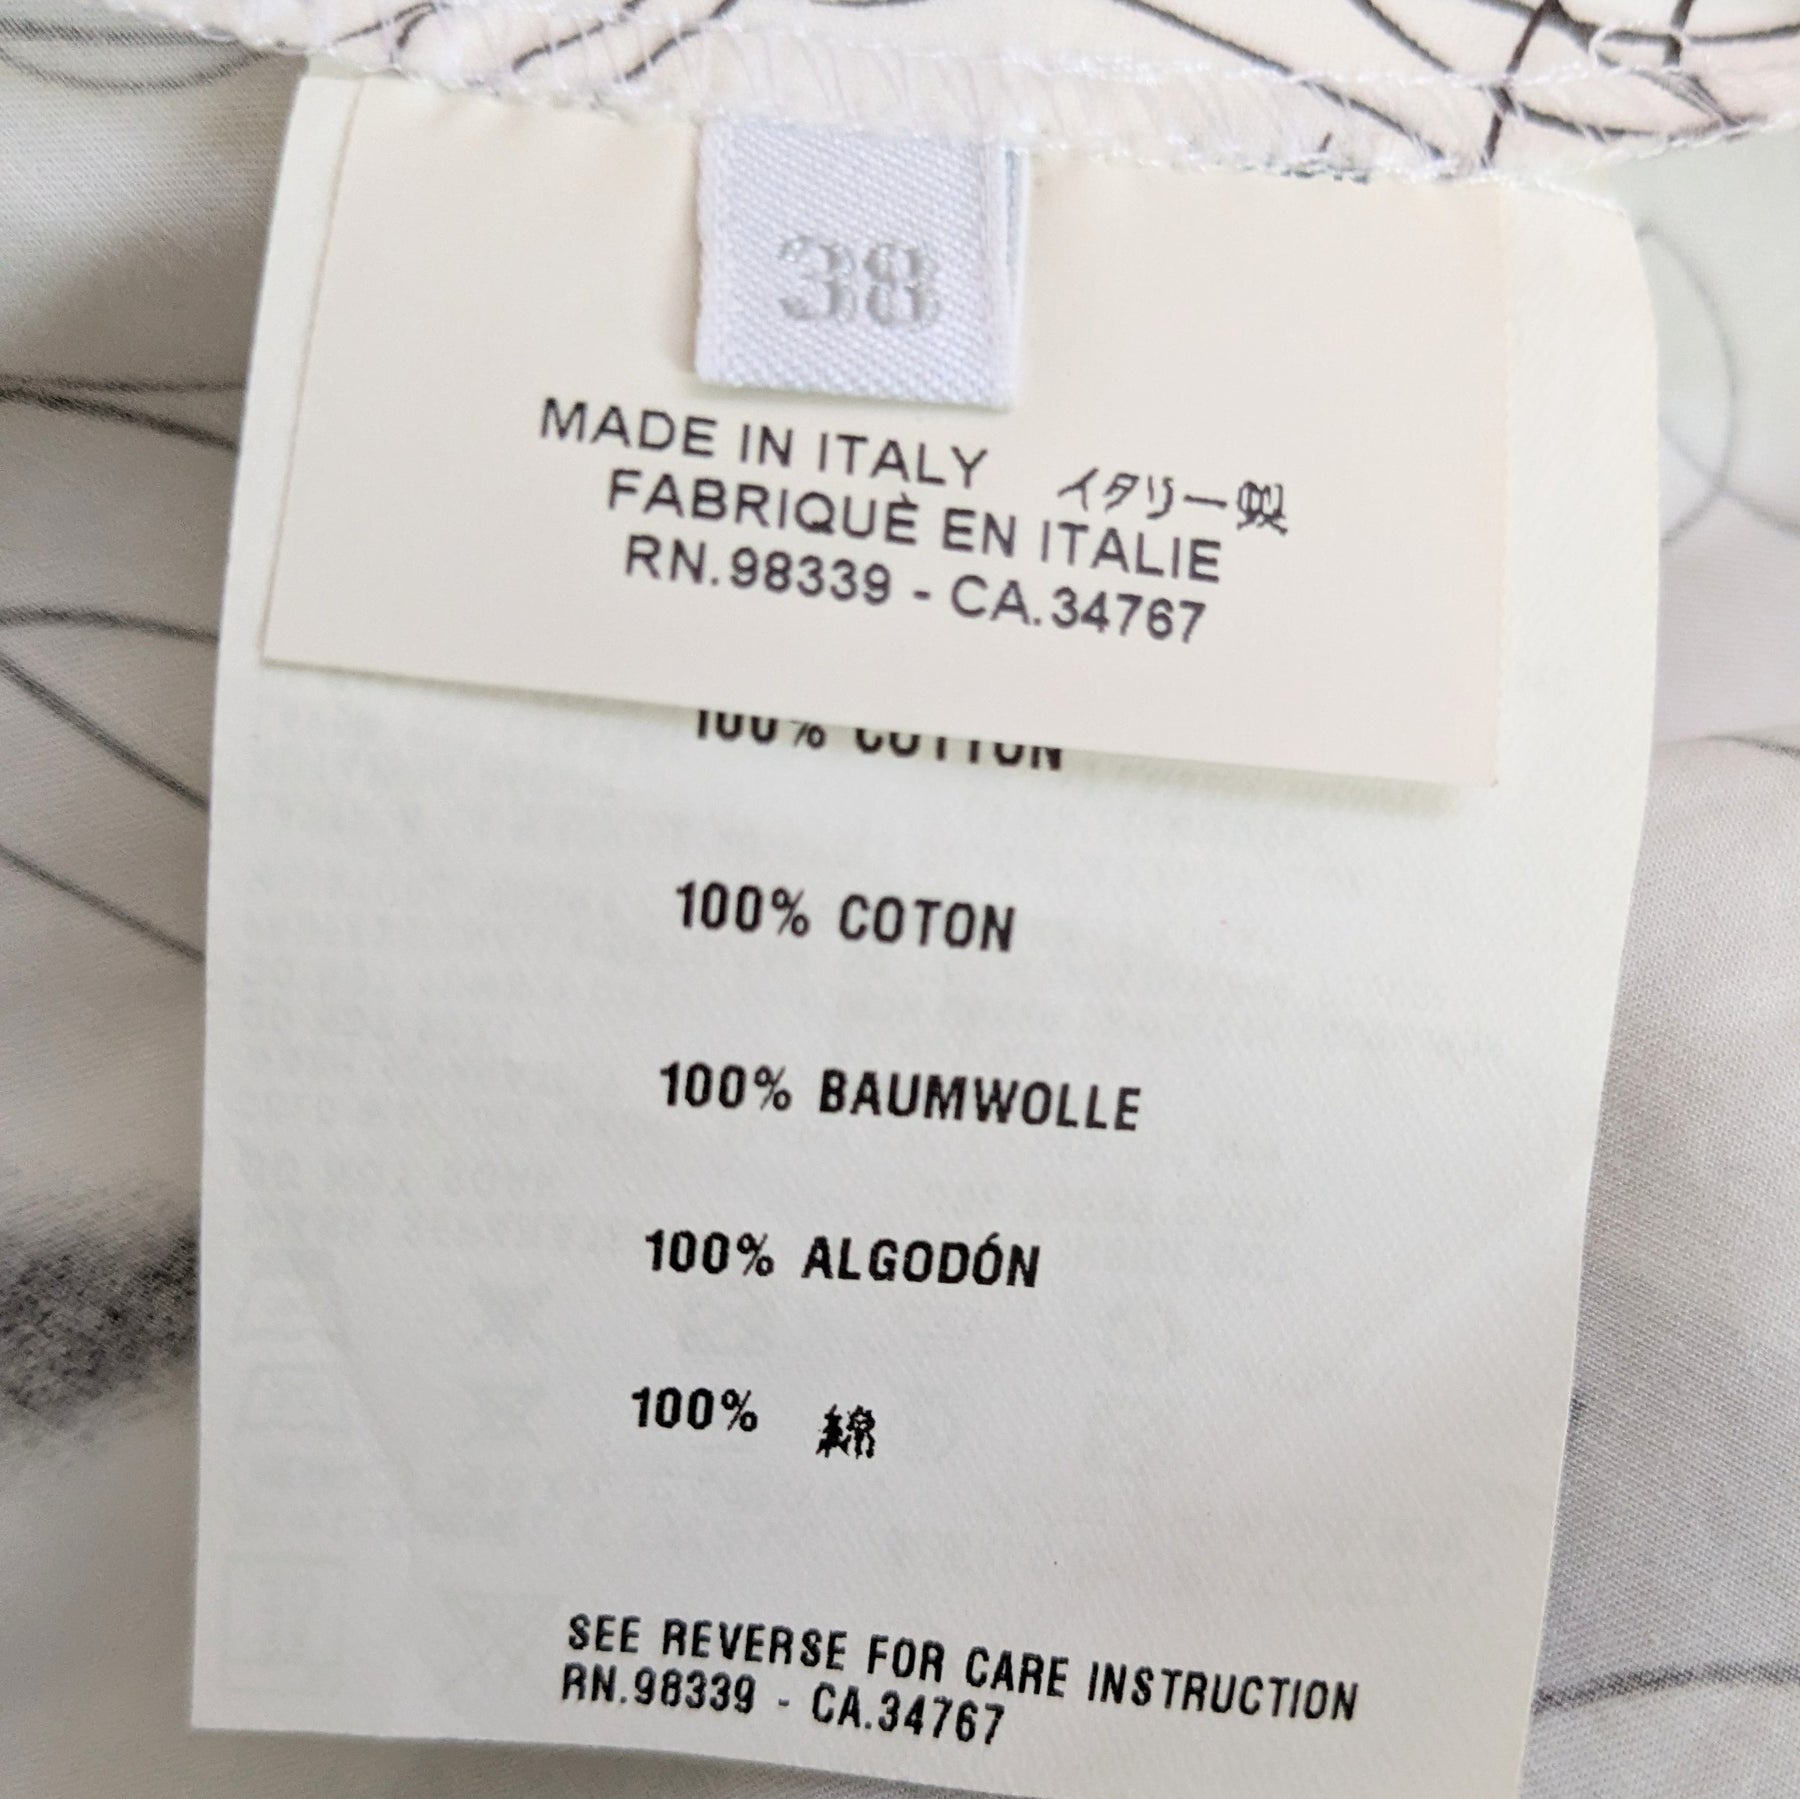 38
MADE IN ITALY イタリー製
FABRIQUÈ EN ITALIE
RN.98339 - CA.34767
100% COTTON
100% COTON
100% BAUMWOLLE
100% ALGODÓN
100% 綿
SEE REVERSE FOR CARE INSTRUCTION
RN.98339 - CA.34767